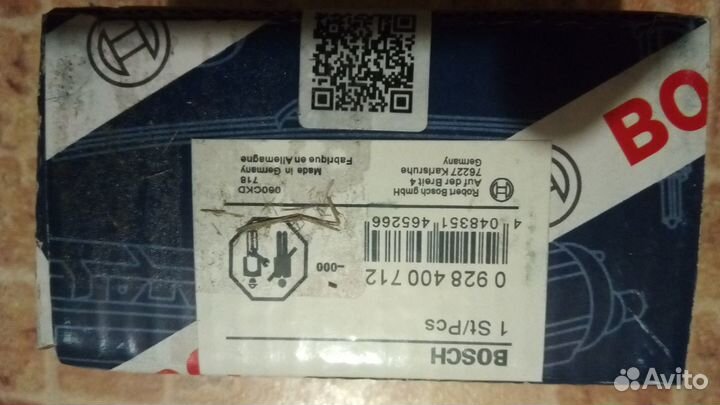 BOSCH
1 St/Pcs
0 928 400 712
-000
4 048351 465266
Robert Bosch gmbH
Auf der Breit 4
76227 Karlsruhe
Germany
060CKD
718
Made in Germany
Fabriqué en Allemagne
BO
Avito